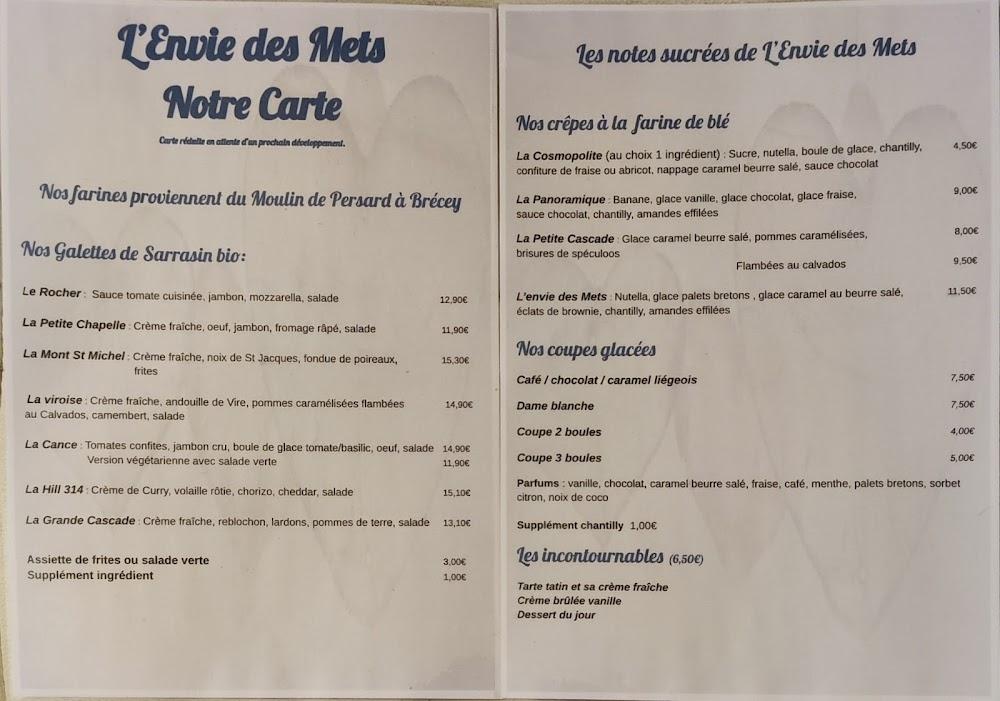 L'Envie des Mets
Notre Carte
Carte réduite en attente d'un prochain développement.
Nos farines proviennent du Moulin de Persard à Brécey
Nos Galettes de Sarrasin bio:
Le Rocher : Sauce tomate cuisinée, jambon, mozzarella, salade 12,90€
La Petite Chapelle : Crème fraîche, oeuf, jambon, fromage râpé, salade 11,90€
La Mont St Michel : Crème fraîche, noix de St Jacques, fondue de poireaux, 15,30€
frites
La viroise : Crème fraîche, andouille de Vire, pommes caramélisées flambées 14,90€
au Calvados, camembert, salade
La Cance : Tomates confites, jambon cru, boule de glace tomate/basilic, oeuf, salade 14,90€
Version végétarienne avec salade verte 11,90€
La Hill 314 : Crème de Curry, volaille rôtie, chorizo, cheddar, salade 15,10€
La Grande Cascade : Crème fraîche, reblochon, lardons, pommes de terre, salade 13,10€
Assiette de frites ou salade verte 3,00€
Supplément ingrédient 1,00€
Les notes sucrées de L'Envie des Mets
Nos crêpes à la farine de blé
La Cosmopolite (au choix 1 ingrédient) : Sucre, nutella, boule de glace, chantilly, 4,50€
confiture de fraise ou abricot, nappage caramel beurre salé, sauce chocolat
La Panoramique : Banane, glace vanille, glace chocolat, glace fraise, 9,00€
sauce chocolat, chantilly, amandes effilées
La Petite Cascade : Glace caramel beurre salé, pommes caramélisées, 8,00€
brisures de spéculoos
Flambées au calvados 9,50€
L'envie des Mets : Nutella, glace palets bretons , glace caramel au beurre salé, 11,50€
éclats de brownie, chantilly, amandes effilées
Nos coupes glacées
Café / chocolat / caramel liégeois 7,50€
Dame blanche 7,50€
Coupe 2 boules 4,00€
Coupe 3 boules 5,00€
Parfums : vanille, chocolat, caramel beurre salé, fraise, café, menthe, palets bretons, sorbet
citron, noix de coco
Supplément chantilly 1,00€
Les incontournables (6,50€)
Tarte tatin et sa crème fraîche
Crème brûlée vanille
Dessert du jour